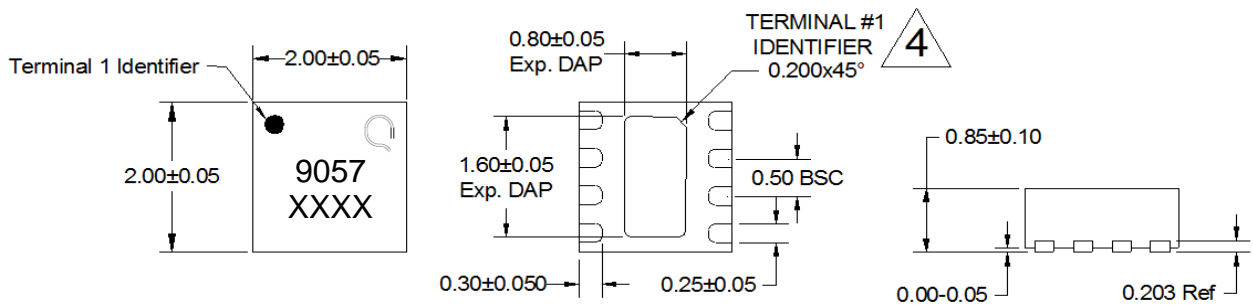 Terminal 1 Identifier
2.00±0.05
2.00±0.05
9057
XXXX
0.80±0.05
Exp. DAP
TERMINAL #1
IDENTIFIER
0.200x45°
4
1.60±0.05
Exp. DAP
0.50 BSC
0.30±0.050
0.25±0.05
0.85±0.10
0.00-0.05
0.203 Ref